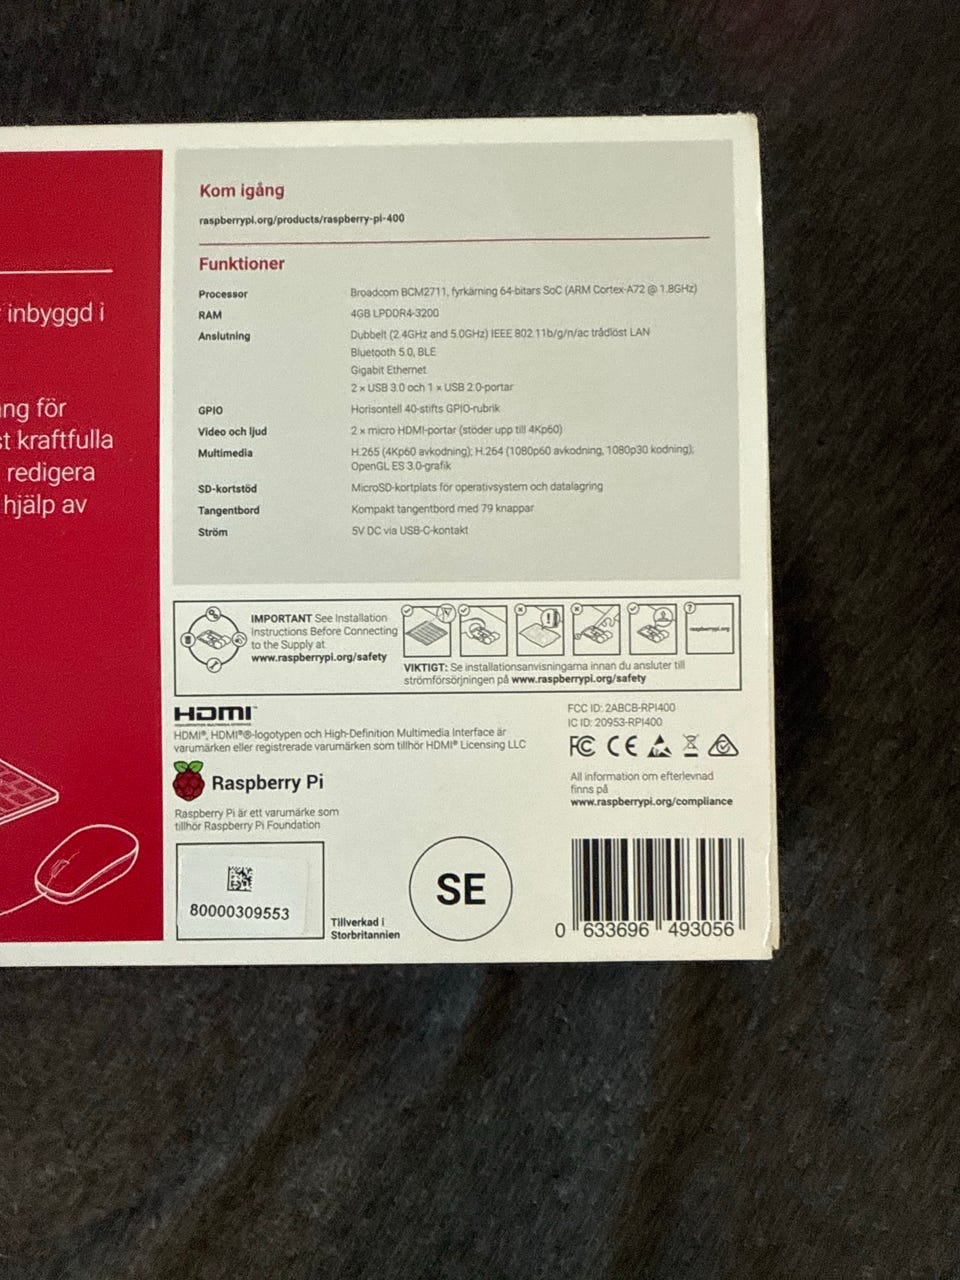 inbyggd i
ng för
t kraftfulla
redigera
hjälp av
Kom igång
raspberrypi.org/products/raspberry-pi-400
Funktioner
Processor Broadcom BCM2711, fyrkärning 64-bitars SoC (ARM Cortex-A72 @ 1.8GHz)
RAM 4GB LPDDR4-3200
Anslutning Dubbelt (2.4GHz and 5.0GHz) IEEE 802.11b/g/n/ac trådlöst LAN
Bluetooth 5.0, BLE
Gigabit Ethernet
2 × USB 3.0 och 1 × USB 2.0-portar
GPIO Horisontell 40-stifts GPIO-rubrik
Video och ljud 2 × micro HDMI-portar (stöder upp till 4Kp60)
Multimedia H.265 (4Kp60 avkodning); H.264 (1080p60 avkodning, 1080p30 kodning);
OpenGL ES 3.0-grafik
SD-kortstöd MicroSD-kortplats för operativsystem och datalagring
Tangentbord Kompakt tangentbord med 79 knappar
Ström 5V DC via USB-C-kontakt
IMPORTANT See Installation
Instructions Before Connecting
to the Supply at
www.raspberrypi.org/safety
raspberrypi.org
VIKTIGT: Se installationsanvisningarna innan du ansluter till
strömförsörjningen på www.raspberrypi.org/safety
HDMI™
HIGH-DEFINITION MULTIMEDIA INTERFACE
HDMI®, HDMI®®-logotypen och High-Definition Multimedia Interface är
varumärken eller registrerade varumärken som tillhör HDMI® Licensing LLC
FCC ID: 2ABCB-RPI400
IC ID: 20953-RPI400
FC CE
All information om efterlevnad
finns på
www.raspberrypi.org/compliance
Raspberry Pi
Raspberry Pi är ett varumärke som
tillhör Raspberry Pi Foundation
80000309553
Tillverkad i
Storbritannien
SE
0 633696 493056